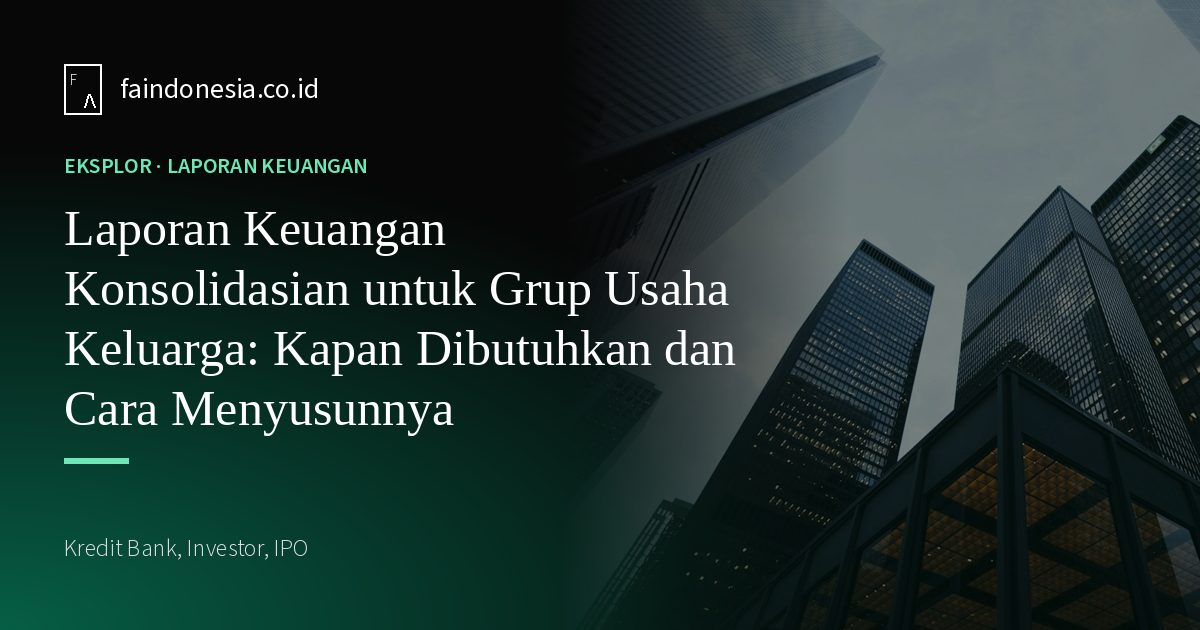 F
A
faindonesia.co.id
EKSPLOR · LAPORAN KEUANGAN
Laporan Keuangan
Konsolidasian untuk Grup Usaha
Keluarga: Kapan Dibutuhkan dan
Cara Menyusunnya
Kredit Bank, Investor, IPO